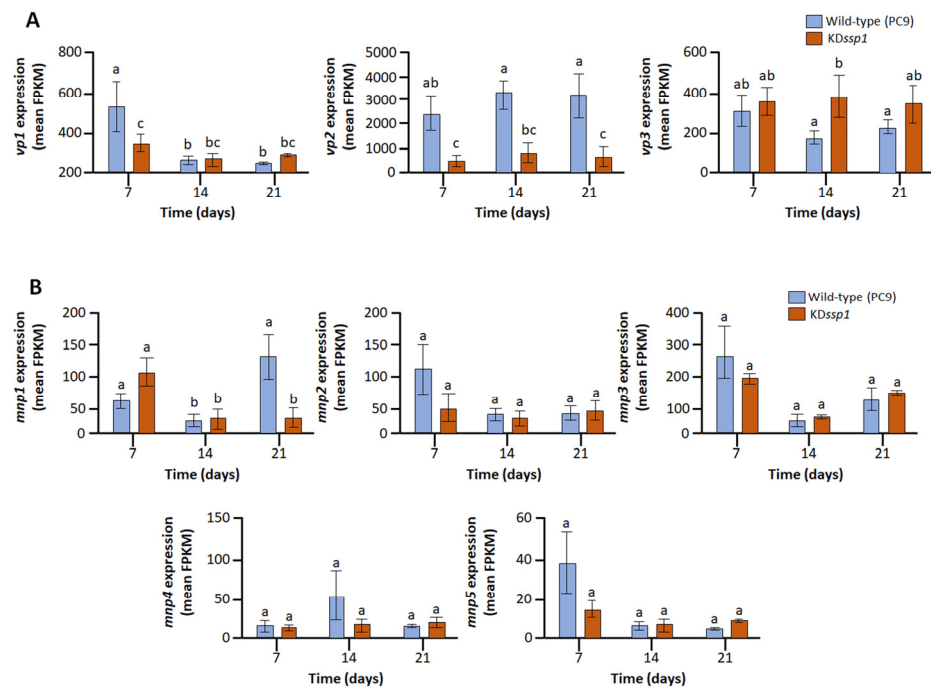 A
Wild-type (PC9)
KDssp1
vp1 expression
(mean FPKM)
800
600
400
200
a
c
b
bc
b
bc
7
14
21
Time (days)
vp2 expression
(mean FPKM)
5000
4000
3000
2000
1000
0
ab
c
a
bc
a
c
7
14
21
Time (days)
vp3 expression
(mean FPKM)
600
400
200
0
ab
ab
a
b
a
ab
7
14
21
Time (days)
B
Wild-type (PC9)
KDssp1
mnp1 expression
(mean FPKM)
200
150
100
50
0
a
a
b
b
a
b
7
14
21
Time (days)
mnp2 expression
(mean FPKM)
200
150
100
50
0
a
a
a
a
a
a
7
14
21
Time (days)
mnp3 expression
(mean FPKM)
400
300
200
100
0
a
a
a
a
a
a
7
14
21
Time (days)
mnp4 expression
(mean FPKM)
150
100
50
0
a
a
a
a
a
a
7
14
21
Time (days)
mnp5 expression
(mean FPKM)
60
40
20
0
a
a
a
a
a
a
7
14
21
Time (days)